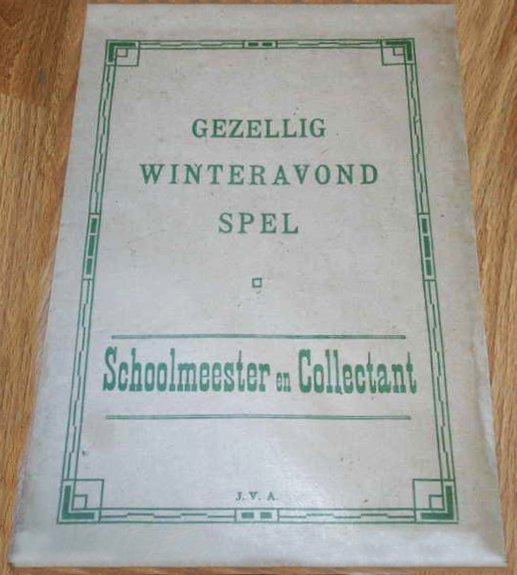 GEZELLIG
WINTERAVOND
SPEL
Schoolmeester en Collectant
J. V. A.